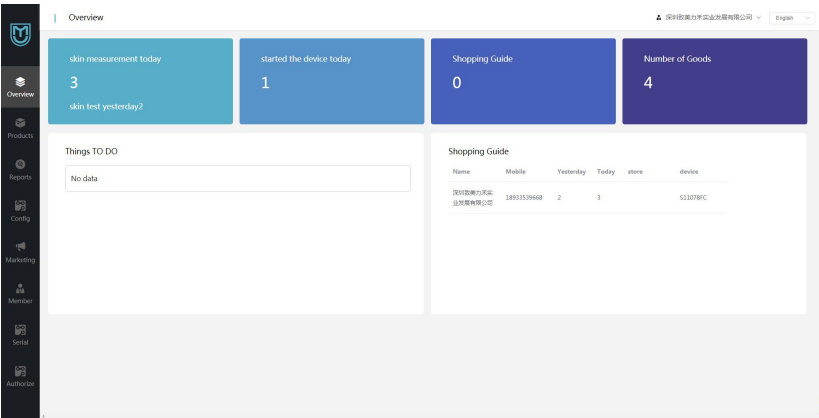 Overview
深圳致美力禾实业发展有限公司
English
skin measurement today
3
skin test yesterday2
started the device today
1
Shopping Guide
0
Number of Goods
4
Overview
Products
Reports
Config
Marketing
Member
Serial
Authorize
Things TO DO
No data
Shopping Guide
Name Mobile Yesterday Today store device
深圳致美力禾实
业发展有限公司
18933539668 2 3 S11078FC